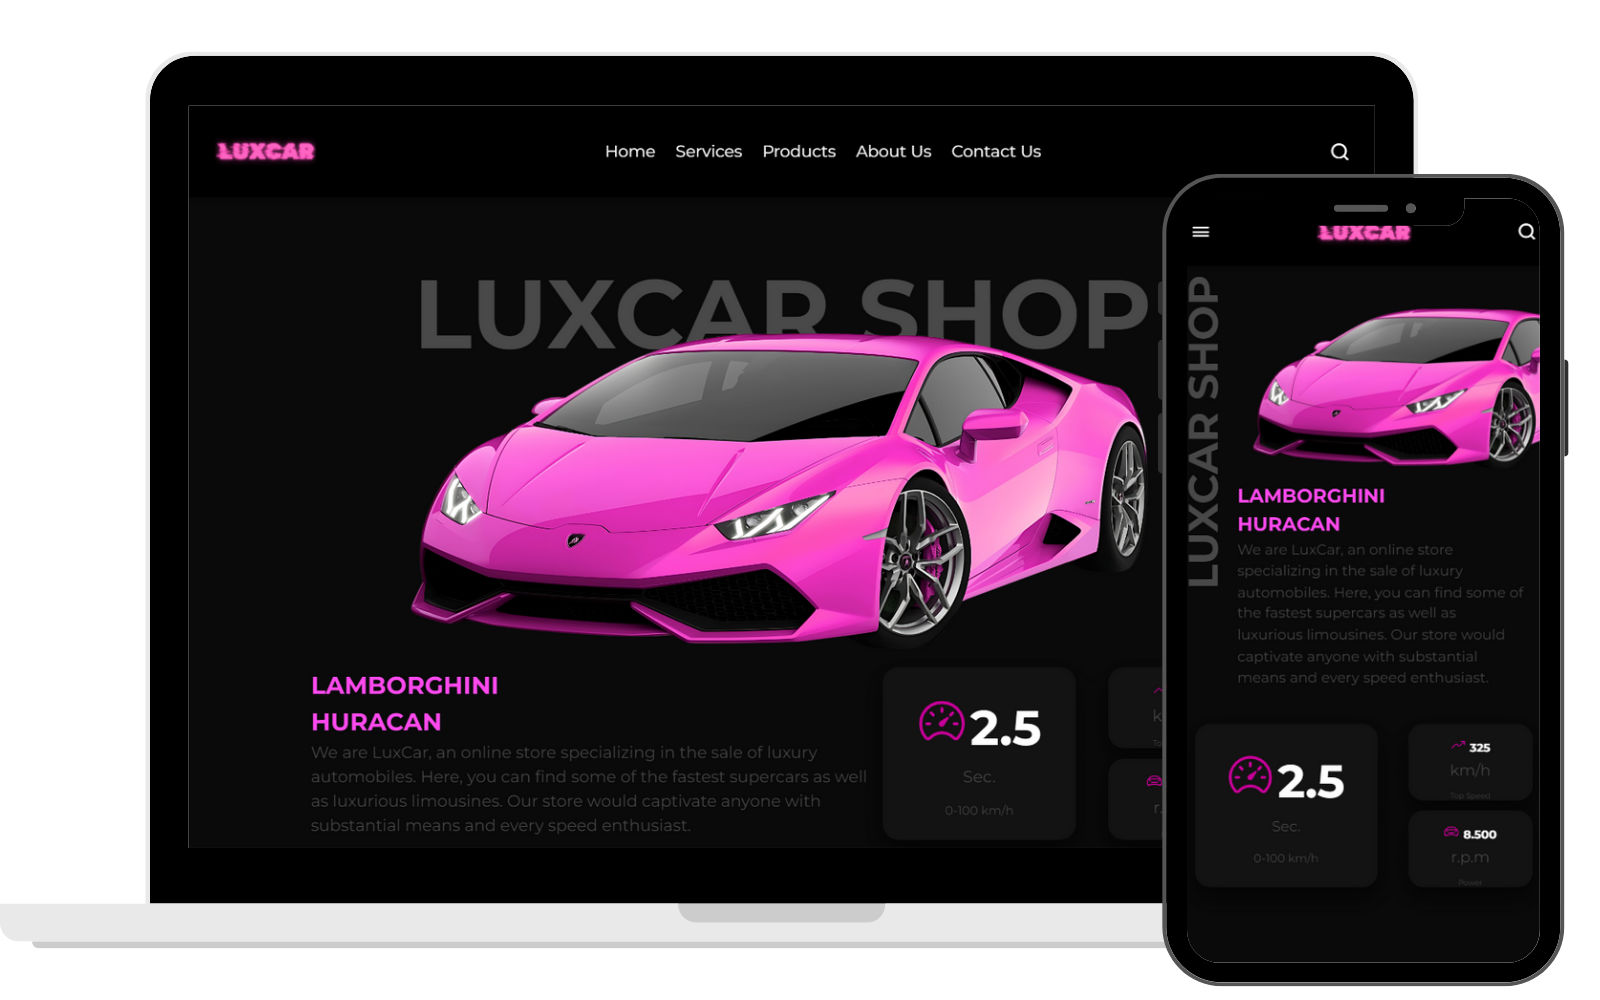 LUXCAR
Home Services Products About Us Contact Us
LUXCAR SHOP
LAMBORGHINI
HURACAN
We are LuxCar, an online store specializing in the sale of luxury
automobiles. Here, you can find some of the fastest supercars as well
as luxurious limousines. Our store would captivate anyone with
substantial means and every speed enthusiast.
2.5
Sec.
0-100 km/h
LUXCAR
LUXCAR SHOP
LAMBORGHINI
HURACAN
We are LuxCar, an online store
specializing in the sale of luxury
automobiles. Here, you can find some of
the fastest supercars as well as
luxurious limousines. Our store would
captivate anyone with substantial
means and every speed enthusiast.
2.5
Sec.
0-100 km/h
325
km/h
Top Speed
8.500
r.p.m
Power